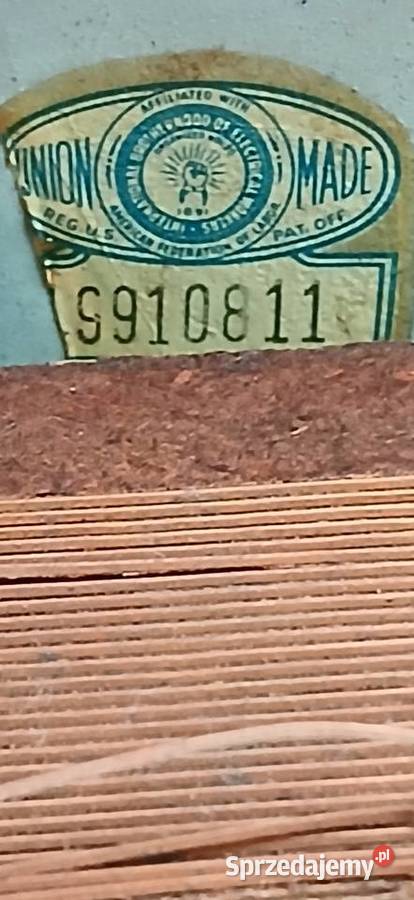 AFFILIATED WITH
UNION MADE
INTERNATIONAL BROTHERHOOD OF ELECTRICAL WORKERS
1891
REG. U.S. PAT. OFF.
AMERICAN FEDERATION OF LABOR
S910811
Sprzedajemy.pl